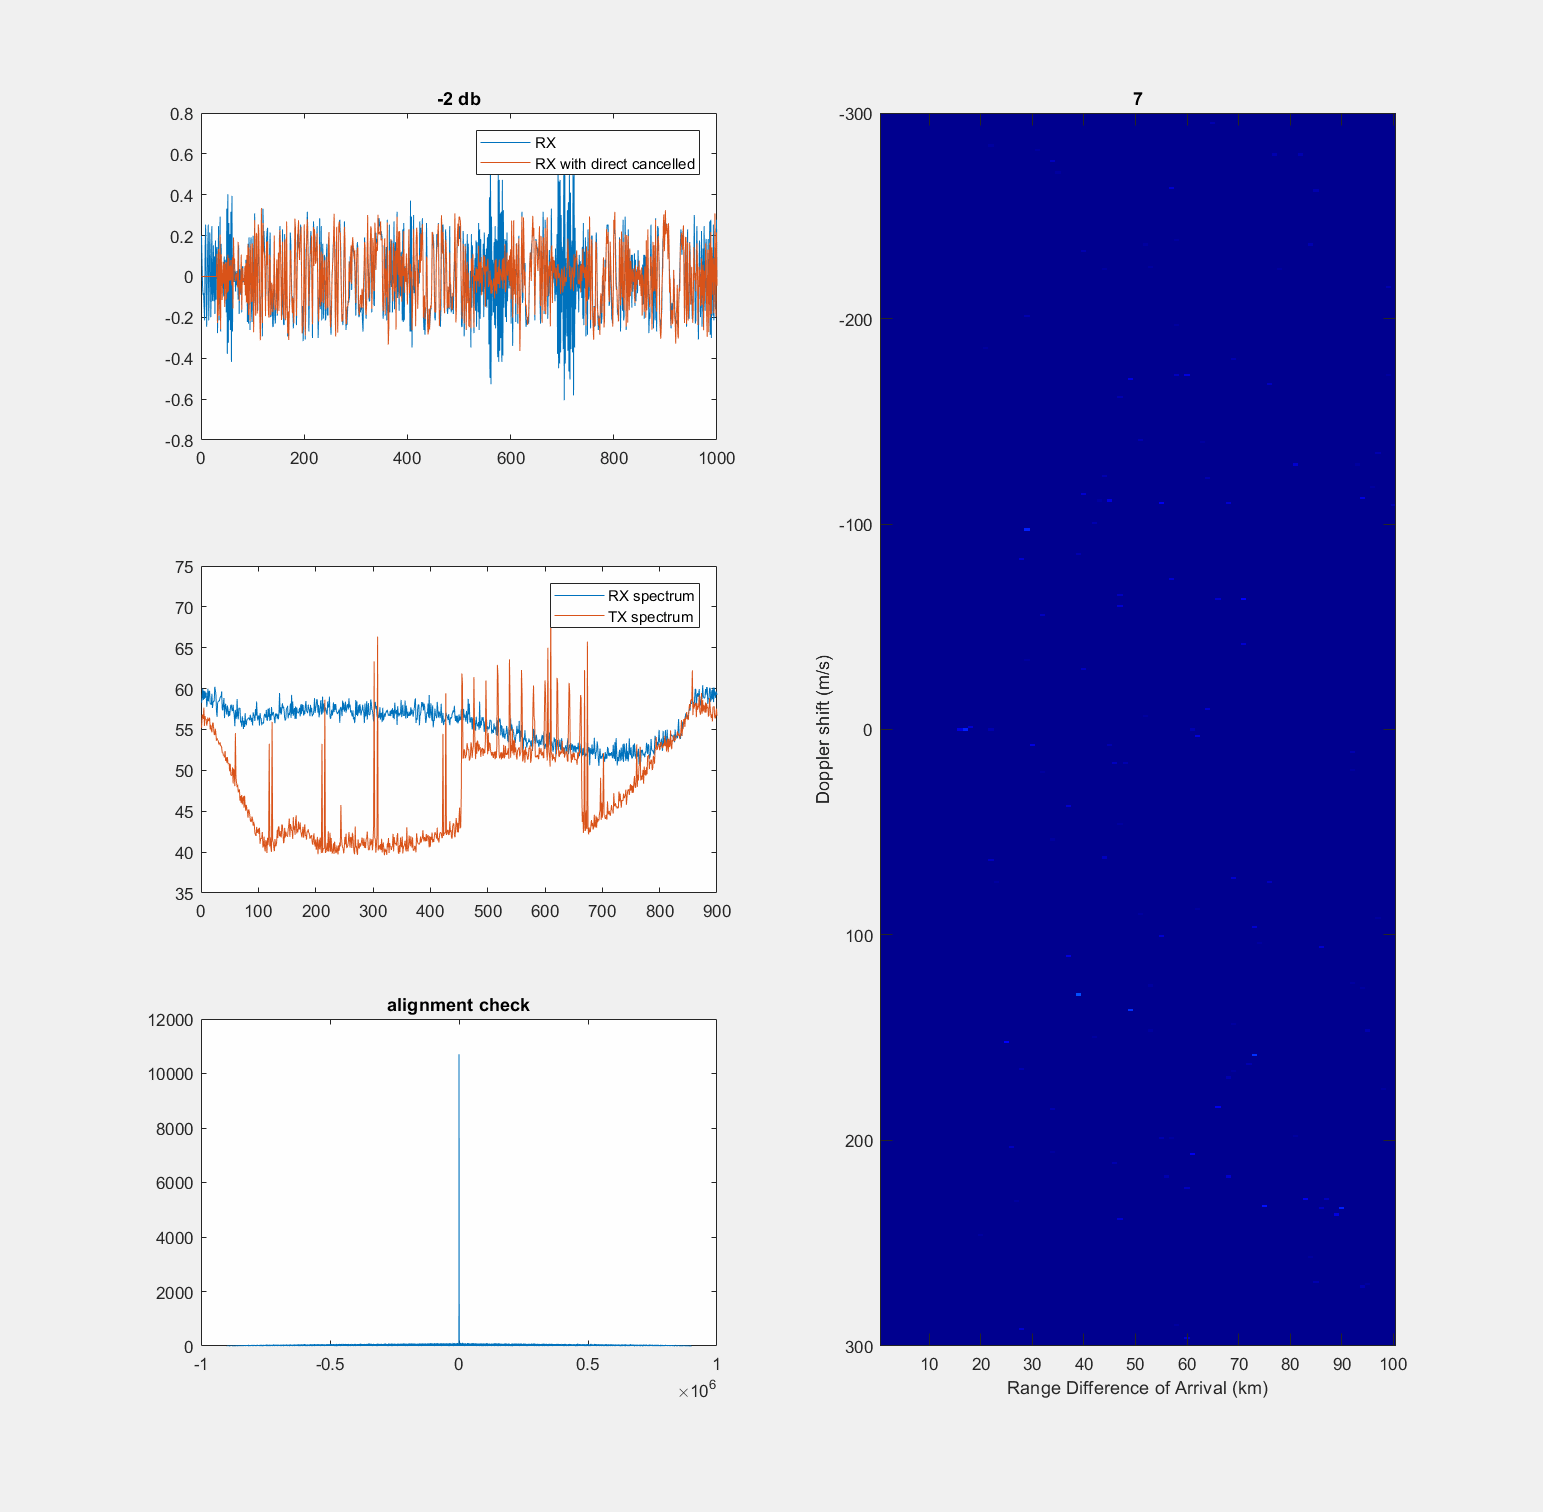 -2 db
0.8
0.6
0.4
0.2
0
-0.2
-0.4
-0.6
-0.8
RX
RX with direct cancelled
0 200 400 600 800 1000
75
70
65
60
55
50
45
40
35
RX spectrum
TX spectrum
0 100 200 300 400 500 600 700 800 900
alignment check
12000
10000
8000
6000
4000
2000
0
-1 -0.5 0 0.5 1
×10^6
7
-300
-200
-100
0
100
200
300
Doppler shift (m/s)
10 20 30 40 50 60 70 80 90 100
Range Difference of Arrival (km)